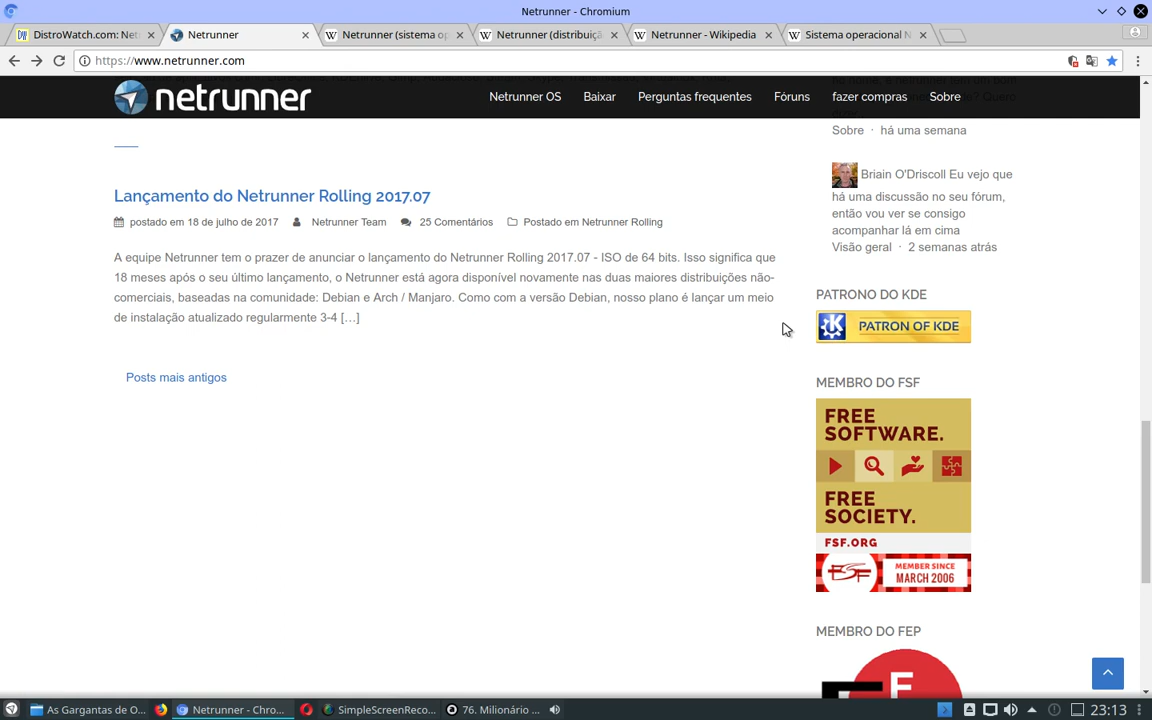 Netrunner - Chromium
DistroWatch.com: Net
Netrunner
Netrunner (sistema op
Netrunner (distribuiçã
Netrunner - Wikipedia
Sistema operacional N
https://www.netrunner.com
netrunner
Netrunner OS
Baixar
Perguntas frequentes
Fóruns
fazer compras
Sobre
Sobre · há uma semana
Lançamento do Netrunner Rolling 2017.07
postado em 18 de julho de 2017
Netrunner Team
25 Comentários
Postado em Netrunner Rolling
A equipe Netrunner tem o prazer de anunciar o lançamento do Netrunner Rolling 2017.07 - ISO de 64 bits. Isso significa que
18 meses após o seu último lançamento, o Netrunner está agora disponível novamente nas duas maiores distribuições não-
comerciais, baseadas na comunidade: Debian e Arch / Manjaro. Como com a versão Debian, nosso plano é lançar um meio
de instalação atualizado regularmente 3-4 […]
Posts mais antigos
Briain O'Driscoll Eu vejo que
há uma discussão no seu fórum,
então vou ver se consigo
acompanhar lá em cima
Visão geral · 2 semanas atrás
PATRONO DO KDE
PATRON OF KDE
MEMBRO DO FSF
FREE
SOFTWARE.
FREE
SOCIETY.
FSF.ORG
FSF
MEMBER SINCE
MARCH 2006
MEMBRO DO FEP
As Gargantas de O...
Netrunner - Chro...
SimpleScreenReco...
76. Milionário ...
23:13